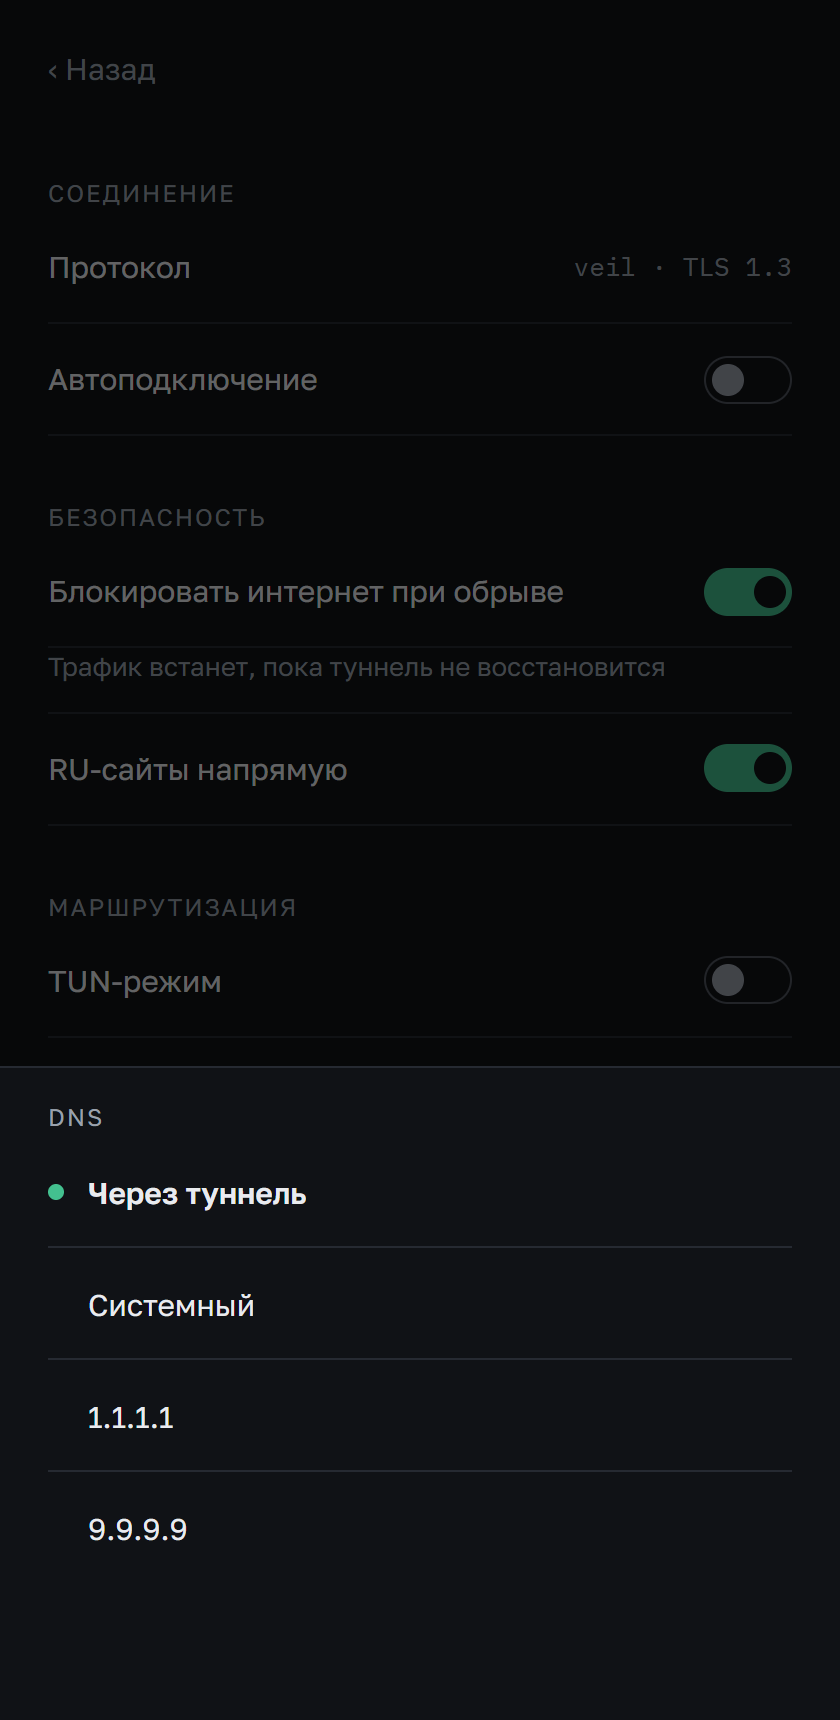 ‹ Назад
СОЕДИНЕНИЕ
Протокол veil · TLS 1.3
Автоподключение
БЕЗОПАСНОСТЬ
Блокировать интернет при обрыве
Трафик встанет, пока туннель не восстановится
RU-сайты напрямую
МАРШРУТИЗАЦИЯ
TUN-режим
DNS
Через туннель
Системный
1.1.1.1
9.9.9.9